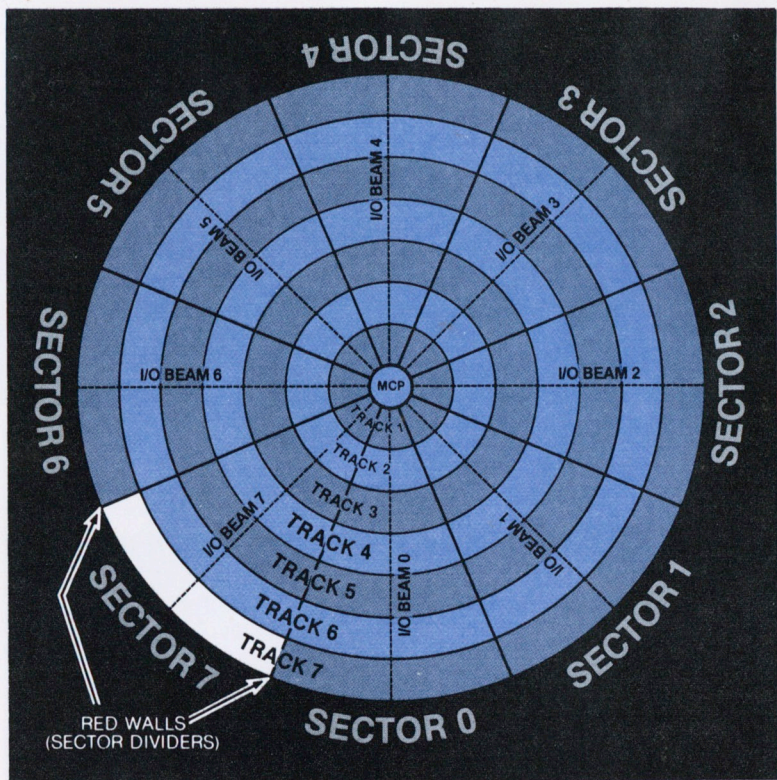 SECTOR 4
SECTOR 3
SECTOR 5
I/O BEAM 4
I/O BEAM 3
I/O BEAM 5
SECTOR 2
SECTOR 6
I/O BEAM 6
I/O BEAM 2
MCP
TRACK 1
TRACK 2
TRACK 3
TRACK 4
TRACK 5
TRACK 6
TRACK 7
I/O BEAM 7
I/O BEAM 0
I/O BEAM 1
SECTOR 1
SECTOR 7
SECTOR 0
RED WALLS
(SECTOR DIVIDERS)